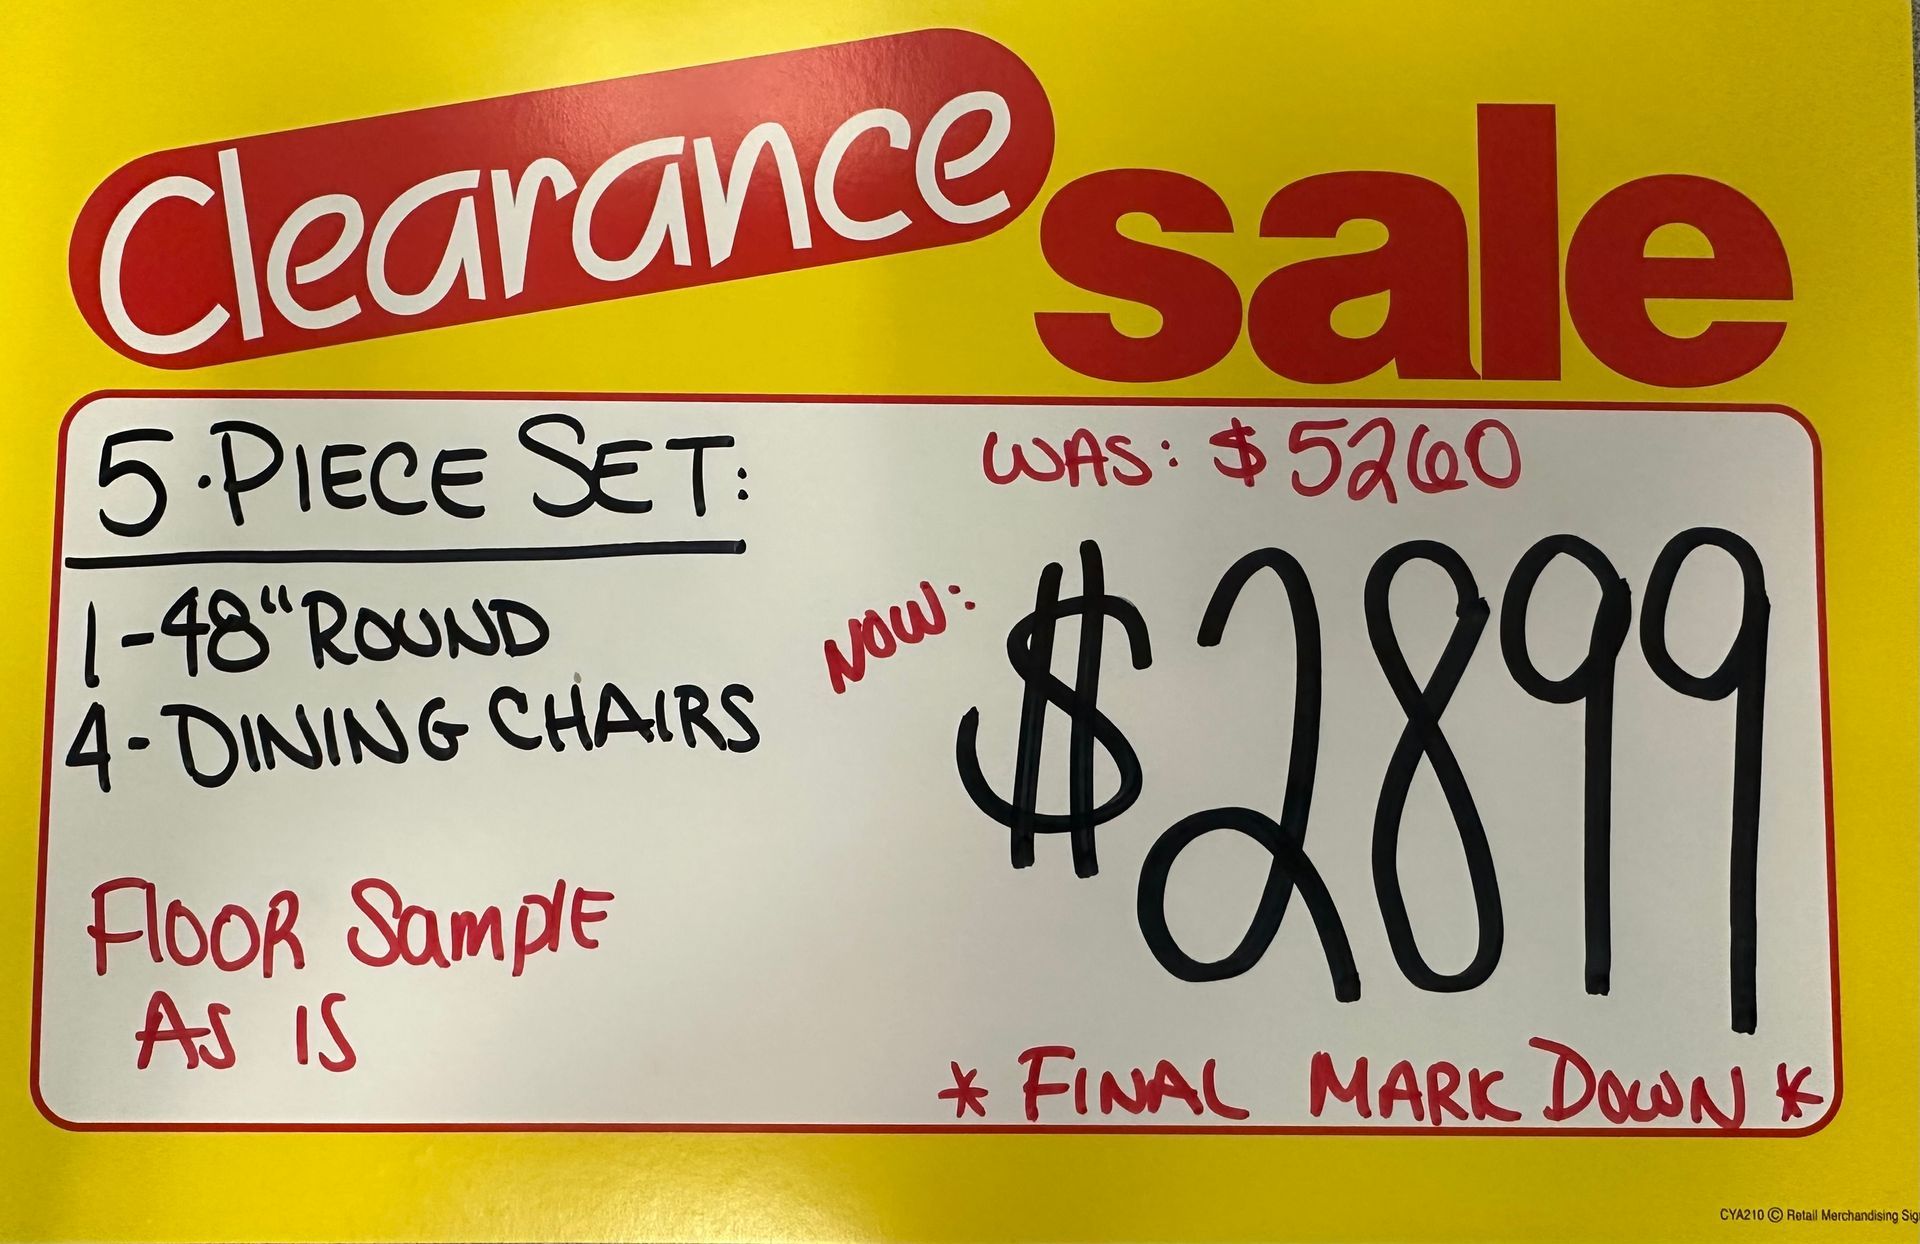 Clearance sale
5-PIECE SET:
1-48" ROUND
4-DINING CHAIRS
FLOOR SAMPLE
AS IS
WAS: $5260
NOW: $2899
* FINAL MARK DOWN *
CYA210 © Retail Merchandising